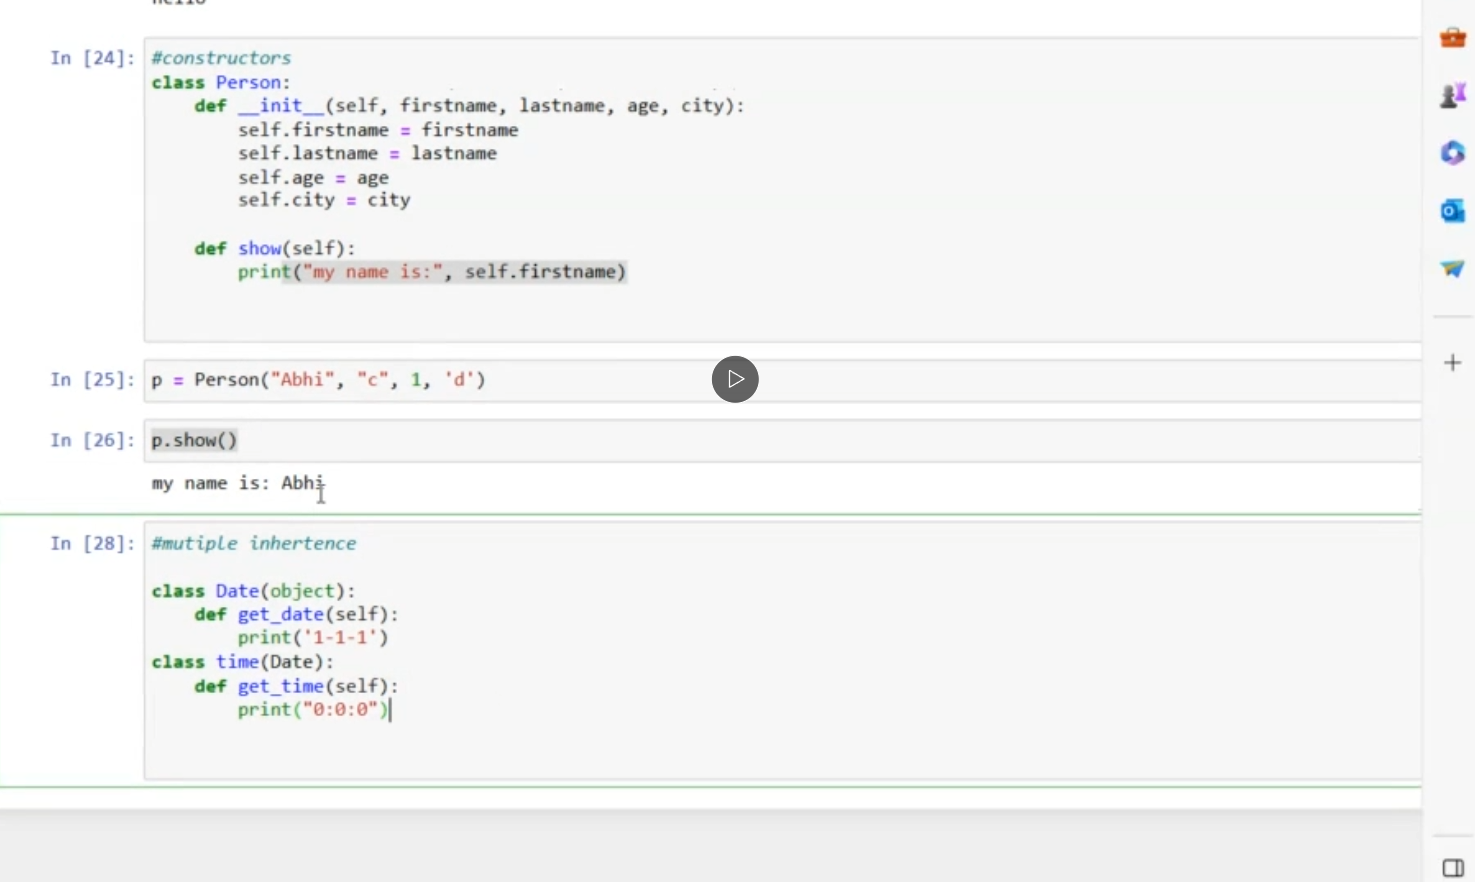 In [24]: #constructors
class Person:
    def __init__(self, firstname, lastname, age, city):
        self.firstname = firstname
        self.lastname = lastname
        self.age = age
        self.city = city

    def show(self):
        print("my name is:", self.firstname)
In [25]: p = Person("Abhi", "c", 1, 'd')
In [26]: p.show()
my name is: Abhi
In [28]: #mutiple inhertence

class Date(object):
    def get_date(self):
        print('1-1-1')
class time(Date):
    def get_time(self):
        print("0:0:0")